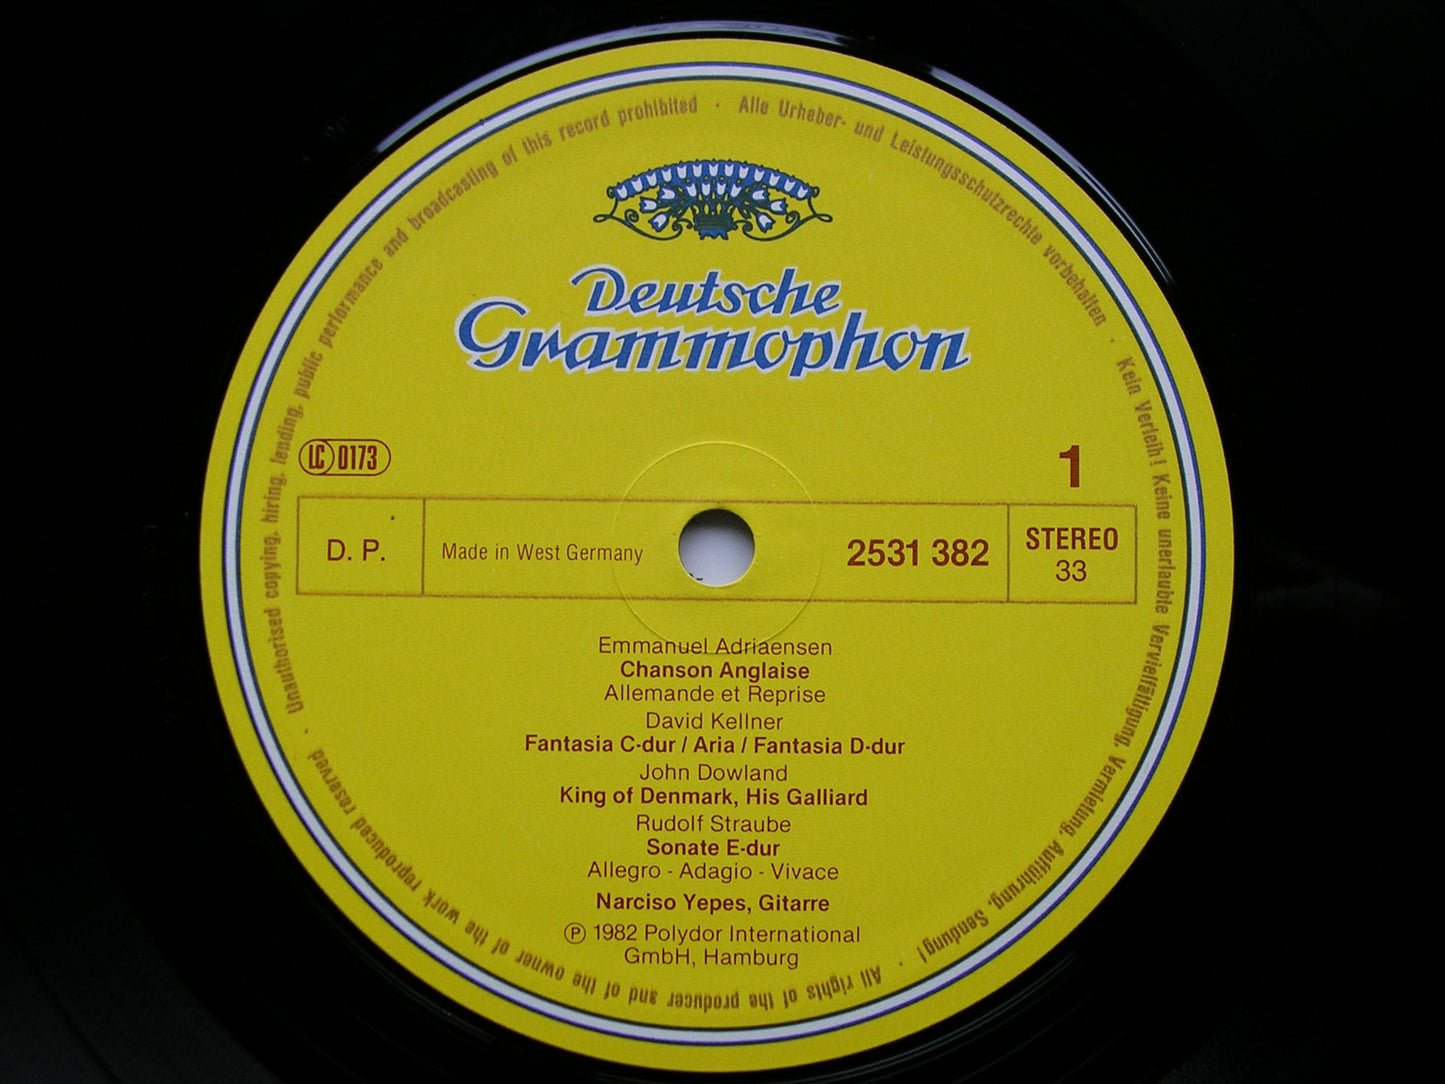 Deutsche
Grammophon
LC 0173
1
D. P.
Made in West Germany
2531 382
STEREO
33
Emmanuel Adriaensen
Chanson Anglaise
Allemande et Reprise
David Kellner
Fantasia C-dur / Aria / Fantasia D-dur
John Dowland
King of Denmark, His Galliard
Rudolf Straube
Sonate E-dur
Allegro - Adagio - Vivace
Narciso Yepes, Gitarre
Ⓟ 1982 Polydor International
GmbH, Hamburg
Alle Urheber- und Leistungsschutzrechte vorbehalten · Kein Verleih! Keine unerlaubte Vervielfältigung, Vermietung, Aufführung, Sendung! · All rights of the producer and of the owner of the work reproduced reserved · Unauthorised copying, hiring, lending, public performance and broadcasting of this record prohibited ·